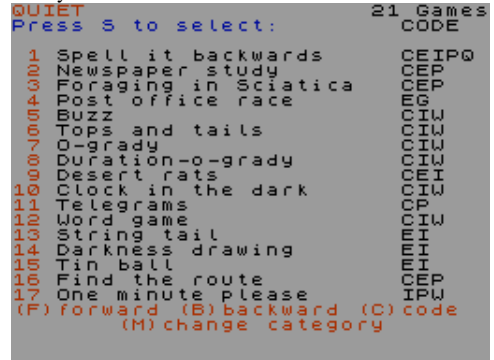 QUIET 21 Games
Press S to select: CODE
1 Spell it backwards CEIPQ
2 Newspaper study CEP
3 Foraging in Sciatica CEP
4 Post office race EG
5 Buzz CIW
6 Tops and tails CIW
7 O-grady CIW
8 Duration-o-grady CIW
9 Desert rats CEI
10 Clock in the dark CIW
11 Telegrams CP
12 Word game CIW
13 String tail EI
14 Darkness drawing EI
15 Tin ball EI
16 Find the route CEP
17 One minute please IPW
(F) forward (B) backward (C) code
(M) change category